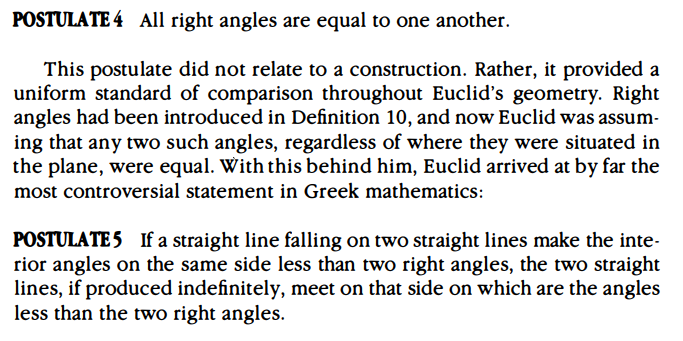 POSTULATE 4 All right angles are equal to one another.
This postulate did not relate to a construction. Rather, it provided a
uniform standard of comparison throughout Euclid's geometry. Right
angles had been introduced in Definition 10, and now Euclid was assum-
ing that any two such angles, regardless of where they were situated in
the plane, were equal. With this behind him, Euclid arrived at by far the
most controversial statement in Greek mathematics:
POSTULATE 5 If a straight line falling on two straight lines make the inte-
rior angles on the same side less than two right angles, the two straight
lines, if produced indefinitely, meet on that side on which are the angles
less than the two right angles.